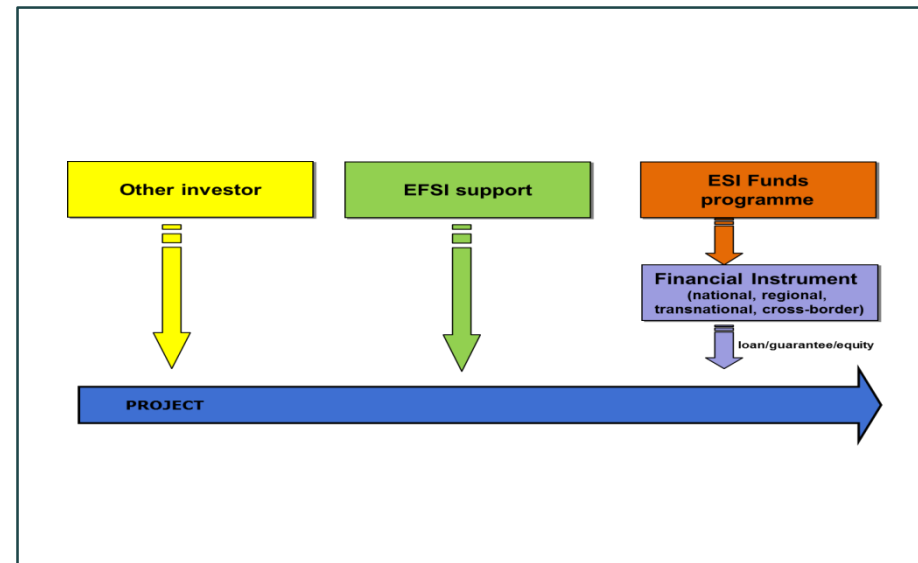 Other investor
EFSI support
ESI Funds
programme
Financial Instrument
(national, regional,
transnational, cross-border)
loan/guarantee/equity
PROJECT